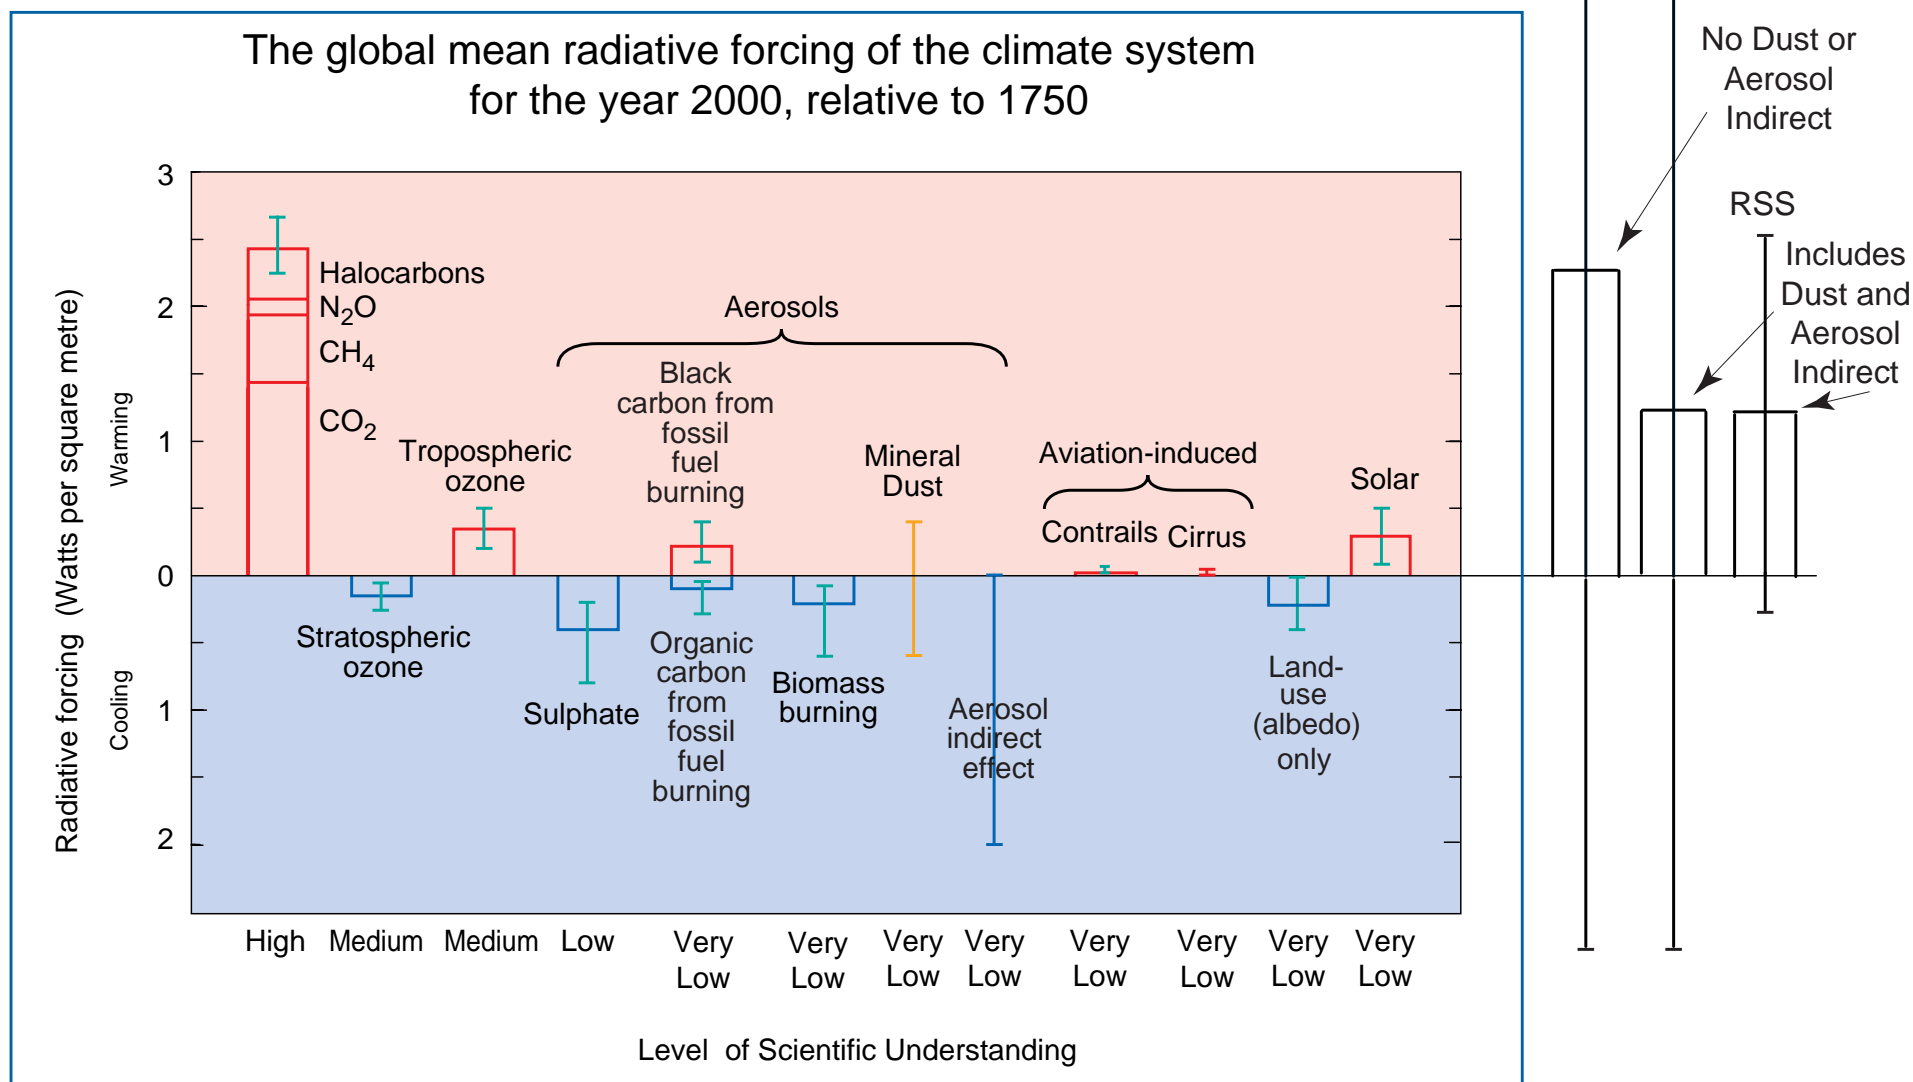 The global mean radiative forcing of the climate system
for the year 2000, relative to 1750
Radiative forcing (Watts per square metre)
Cooling
Warming
3
2
1
0
1
2
Halocarbons
N₂O
CH₄
CO₂
Stratospheric
ozone
Tropospheric
ozone
Aerosols
Sulphate
Black
carbon from
fossil
fuel
burning
Organic
carbon
from
fossil
fuel
burning
Biomass
burning
Mineral
Dust
Aerosol
indirect
effect
Aviation-induced
Contrails
Cirrus
Land-
use
(albedo)
only
Solar
High
Medium
Medium
Low
Very
Low
Very
Low
Very
Low
Very
Low
Very
Low
Very
Low
Very
Low
Very
Low
Level of Scientific Understanding
No Dust or
Aerosol
Indirect
RSS
Includes
Dust and
Aerosol
Indirect